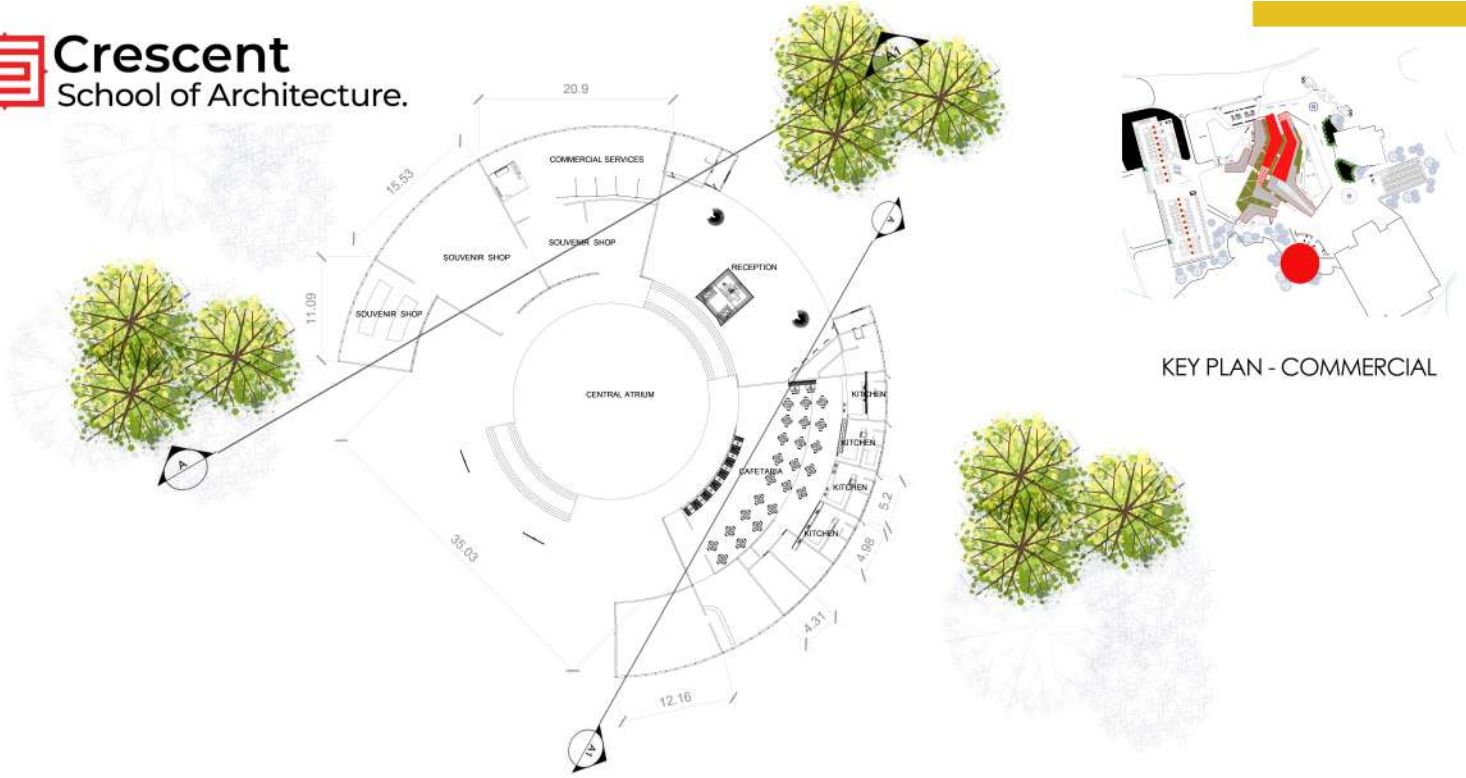 Crescent
School of Architecture.
20.9
A1
COMMERCIAL SERVICES
15.53
A
SOUVENIR SHOP
SOUVENIR SHOP
RECEPTION
11.09
SOUVENIR SHOP
KEY PLAN - COMMERCIAL
CENTRAL ATRIUM
KITCHEN
KITCHEN
CAFETARIA
A
KITCHEN
5.2
KITCHEN
35.03
4.98
4.31
12.16
A1